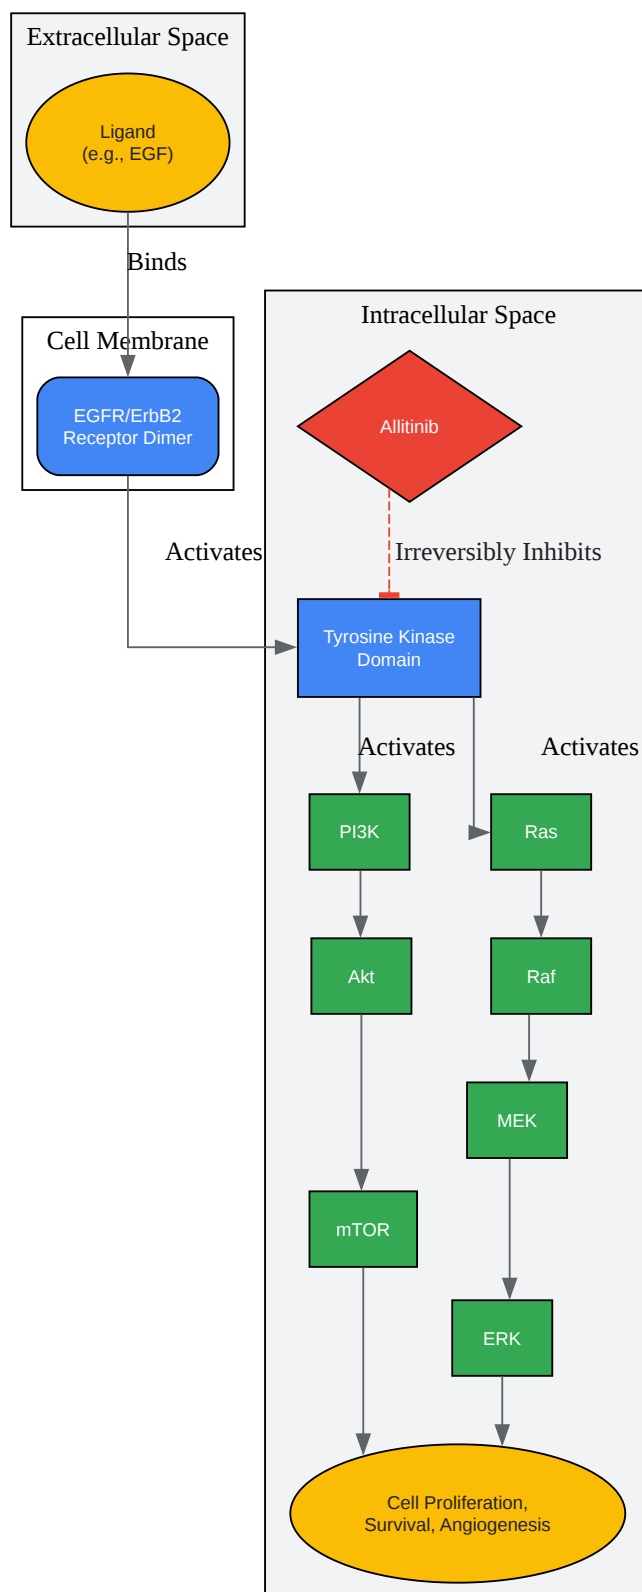 Extracellular Space
Ligand
(e.g., EGF)
Binds
Cell Membrane
EGFR/ErbB2
Receptor Dimer
Activates
Intracellular Space
Allitinib
Irreversibly Inhibits
Tyrosine Kinase
Domain
Activates
Activates
PI3K
Ras
Akt
Raf
MEK
mTOR
ERK
Cell Proliferation,
Survival, Angiogenesis